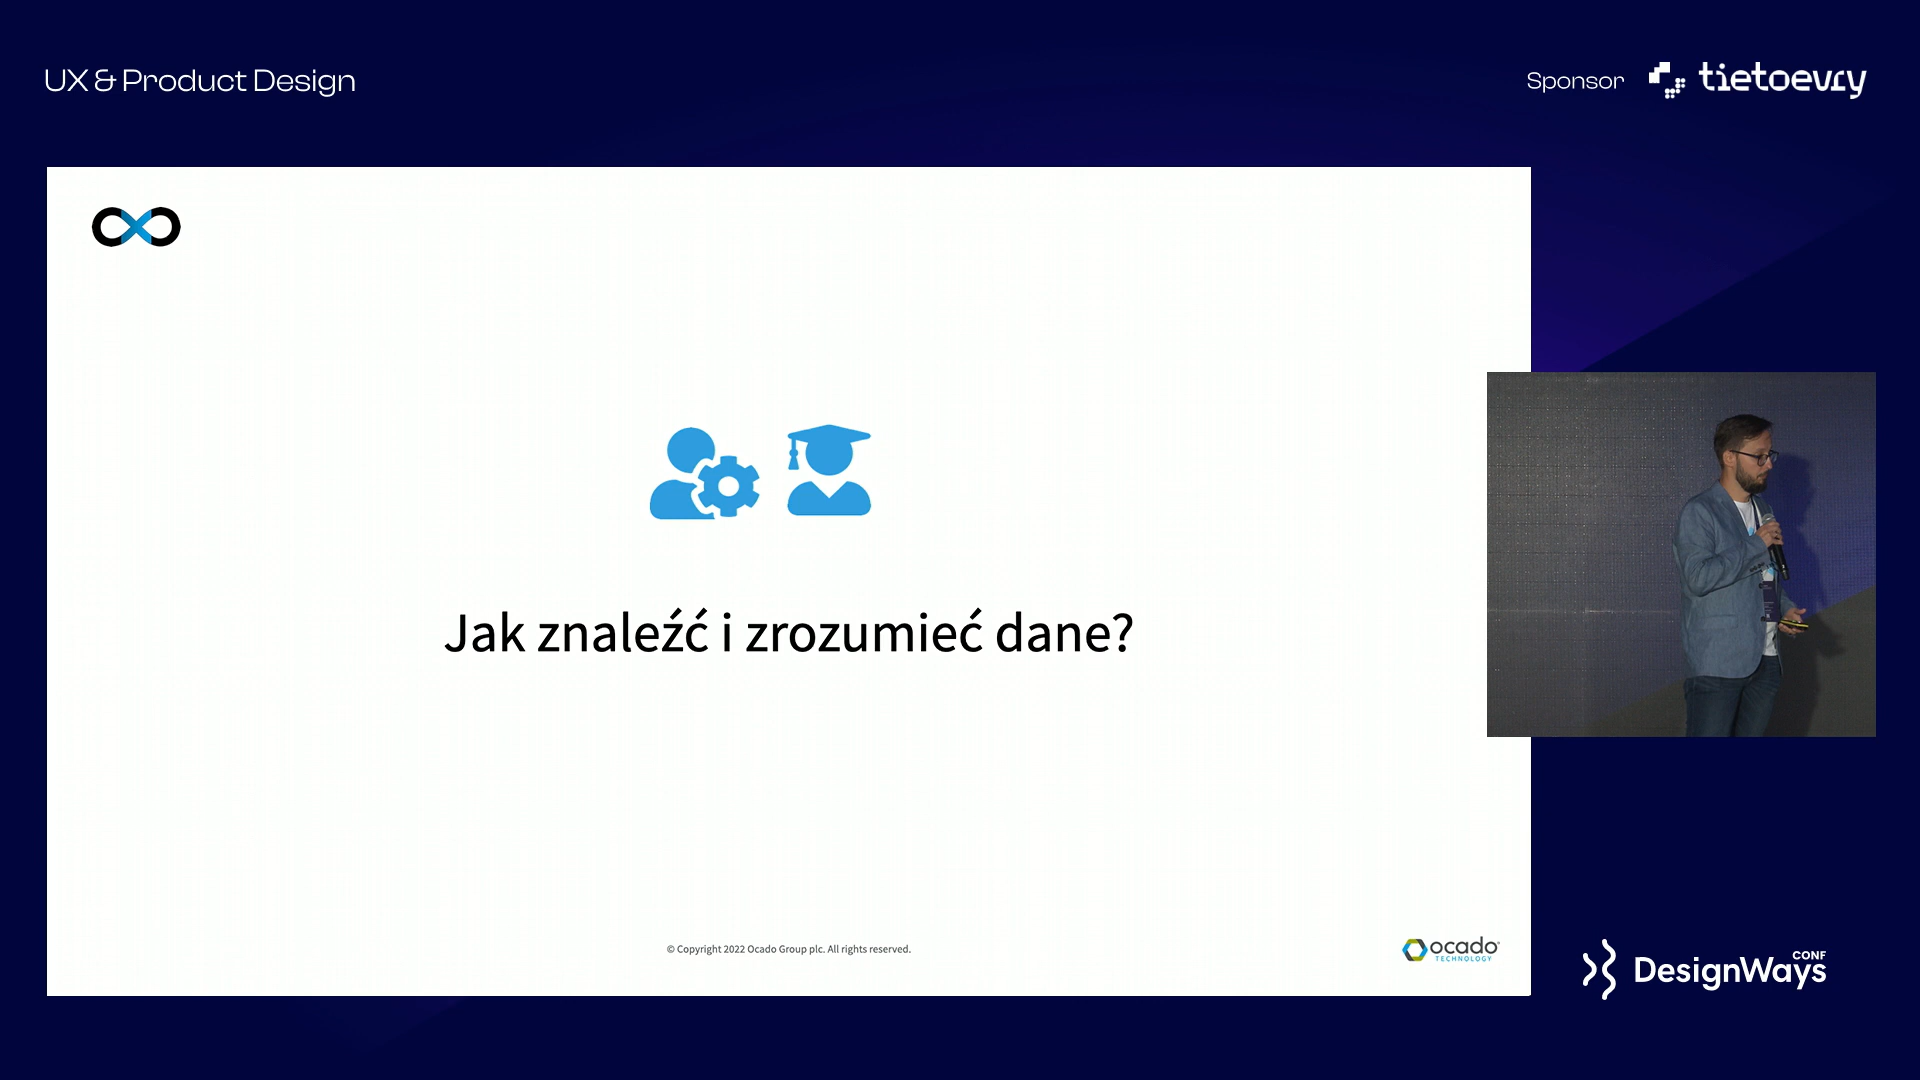 UX & Product Design
Sponsor tietoevry
Jak znaleźć i zrozumieć dane?
© Copyright 2022 Ocado Group plc. All rights reserved.
ocado
TECHNOLOGY
DesignWays CONF